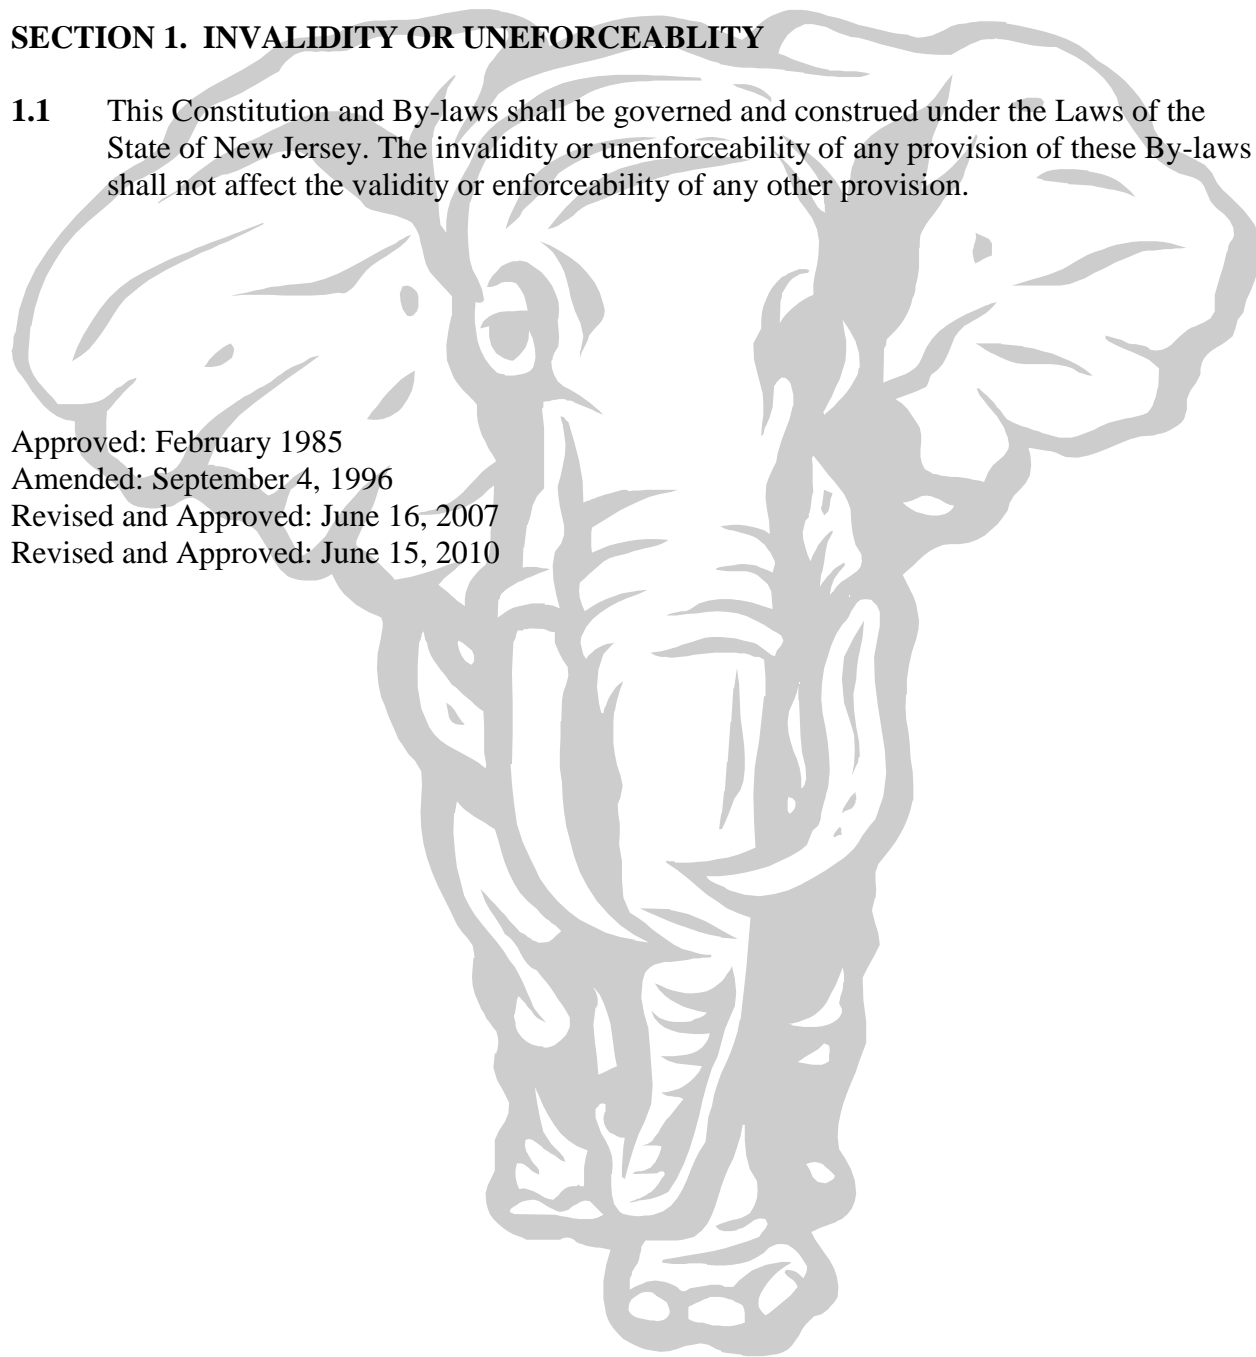 SECTION 1. INVALIDITY OR UNEFORCEABLITY
1.1 This Constitution and By-laws shall be governed and construed under the Laws of the
State of New Jersey. The invalidity or unenforceability of any provision of these By-laws
shall not affect the validity or enforceability of any other provision.
Approved: February 1985
Amended: September 4, 1996
Revised and Approved: June 16, 2007
Revised and Approved: June 15, 2010